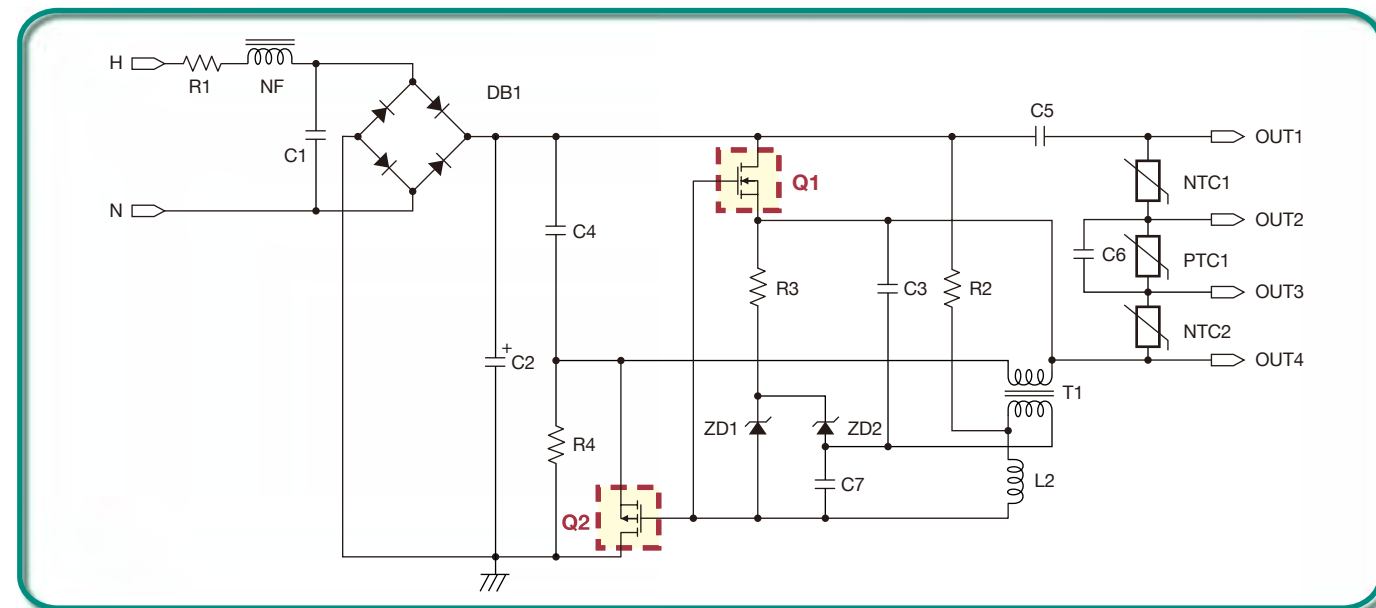 H
R1
NF
C1
N
DB1
C5
OUT1
Q1
NTC1
OUT2
C4
C6
PTC1
R3
C3
R2
OUT3
NTC2
+
C2
OUT4
T1
ZD1
ZD2
R4
C7
L2
Q2